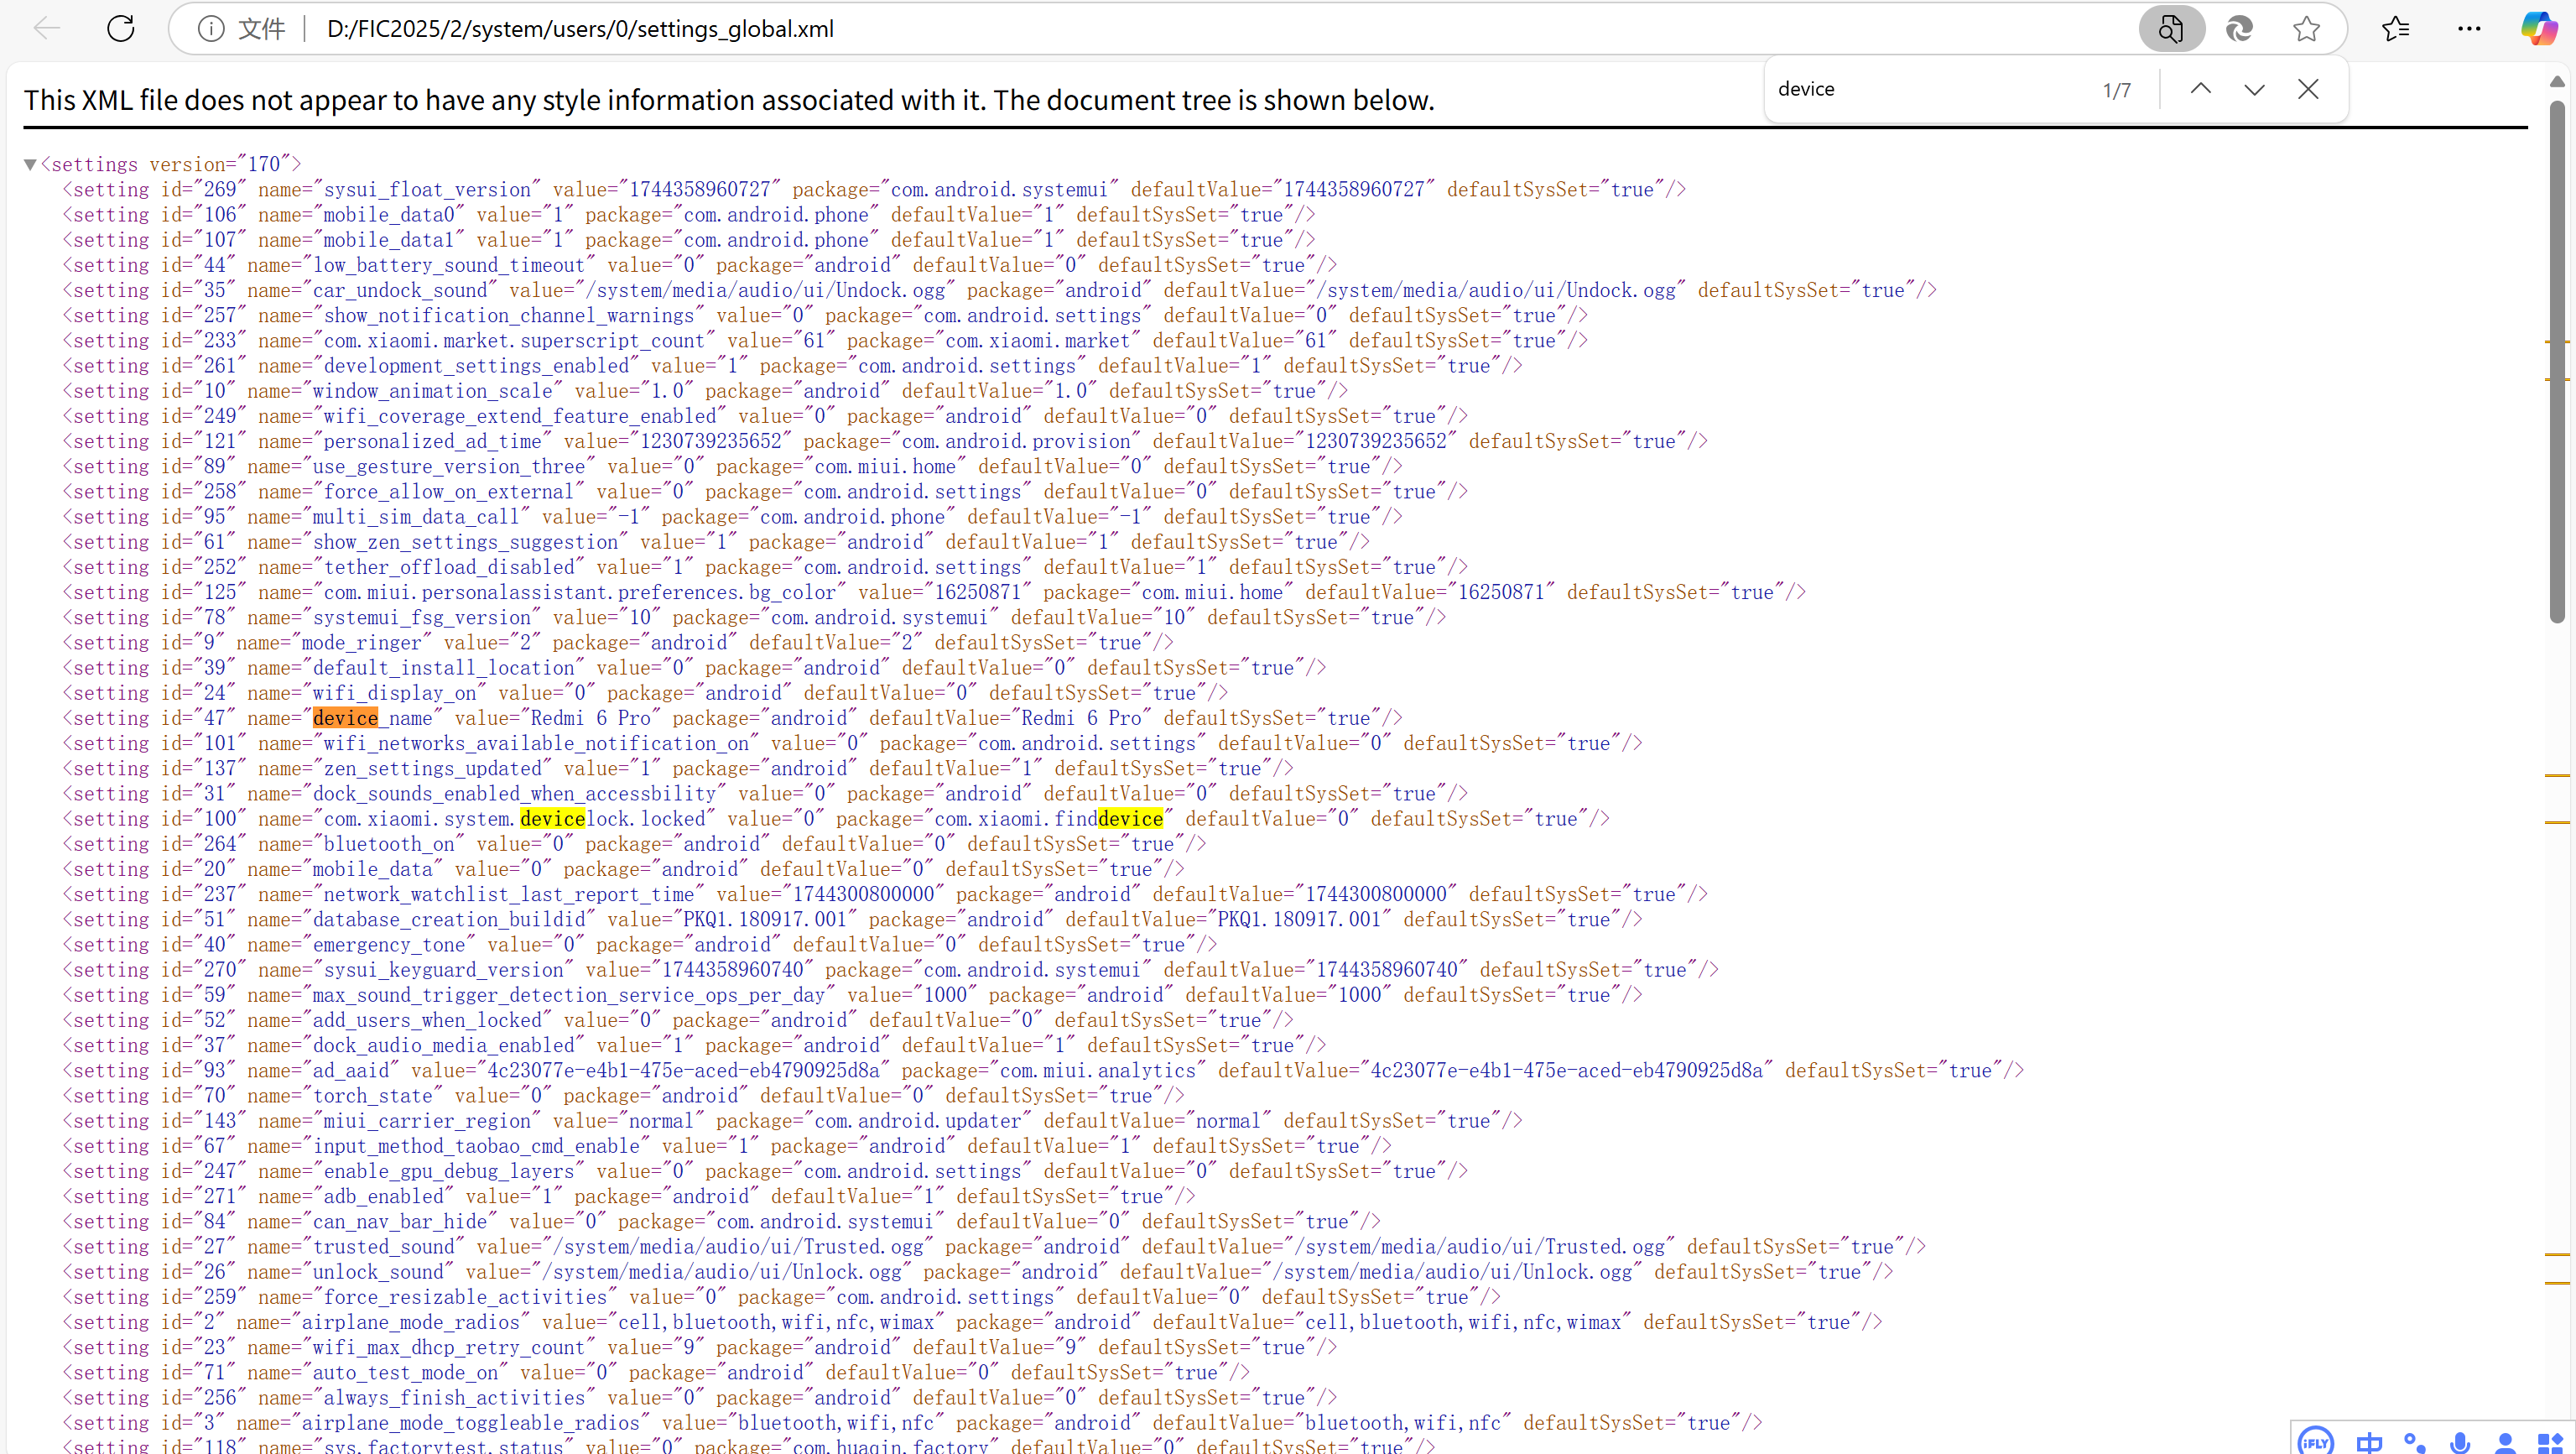 文件 D:/FIC2025/2/system/users/0/settings_global.xml
device 1/7
This XML file does not appear to have any style information associated with it. The document tree is shown below.
▼<settings version="170">
<setting id="269" name="sysui_float_version" value="1744358960727" package="com.android.systemui" defaultValue="1744358960727" defaultSysSet="true"/>
<setting id="106" name="mobile_data0" value="1" package="com.android.phone" defaultValue="1" defaultSysSet="true"/>
<setting id="107" name="mobile_data1" value="1" package="com.android.phone" defaultValue="1" defaultSysSet="true"/>
<setting id="44" name="low_battery_sound_timeout" value="0" package="android" defaultValue="0" defaultSysSet="true"/>
<setting id="35" name="car_undock_sound" value="/system/media/audio/ui/Undock.ogg" package="android" defaultValue="/system/media/audio/ui/Undock.ogg" defaultSysSet="true"/>
<setting id="257" name="show_notification_channel_warnings" value="0" package="com.android.settings" defaultValue="0" defaultSysSet="true"/>
<setting id="233" name="com.xiaomi.market.superscript_count" value="61" package="com.xiaomi.market" defaultValue="61" defaultSysSet="true"/>
<setting id="261" name="development_settings_enabled" value="1" package="com.android.settings" defaultValue="1" defaultSysSet="true"/>
<setting id="10" name="window_animation_scale" value="1.0" package="android" defaultValue="1.0" defaultSysSet="true"/>
<setting id="249" name="wifi_coverage_extend_feature_enabled" value="0" package="android" defaultValue="0" defaultSysSet="true"/>
<setting id="121" name="personalized_ad_time" value="1230739235652" package="com.android.provision" defaultValue="1230739235652" defaultSysSet="true"/>
<setting id="89" name="use_gesture_version_three" value="0" package="com.miui.home" defaultValue="0" defaultSysSet="true"/>
<setting id="258" name="force_allow_on_external" value="0" package="com.android.settings" defaultValue="0" defaultSysSet="true"/>
<setting id="95" name="multi_sim_data_call" value="-1" package="com.android.phone" defaultValue="-1" defaultSysSet="true"/>
<setting id="61" name="show_zen_settings_suggestion" value="1" package="android" defaultValue="1" defaultSysSet="true"/>
<setting id="252" name="tether_offload_disabled" value="1" package="com.android.settings" defaultValue="1" defaultSysSet="true"/>
<setting id="125" name="com.miui.personalassistant.preferences.bg_color" value="16250871" package="com.miui.home" defaultValue="16250871" defaultSysSet="true"/>
<setting id="78" name="systemui_fsg_version" value="10" package="com.android.systemui" defaultValue="10" defaultSysSet="true"/>
<setting id="9" name="mode_ringer" value="2" package="android" defaultValue="2" defaultSysSet="true"/>
<setting id="39" name="default_install_location" value="0" package="android" defaultValue="0" defaultSysSet="true"/>
<setting id="24" name="wifi_display_on" value="0" package="android" defaultValue="0" defaultSysSet="true"/>
<setting id="47" name="device_name" value="Redmi 6 Pro" package="android" defaultValue="Redmi 6 Pro" defaultSysSet="true"/>
<setting id="101" name="wifi_networks_available_notification_on" value="0" package="com.android.settings" defaultValue="0" defaultSysSet="true"/>
<setting id="137" name="zen_settings_updated" value="1" package="android" defaultValue="1" defaultSysSet="true"/>
<setting id="31" name="dock_sounds_enabled_when_accessbility" value="0" package="android" defaultValue="0" defaultSysSet="true"/>
<setting id="100" name="com.xiaomi.system.devicelock.locked" value="0" package="com.xiaomi.finddevice" defaultValue="0" defaultSysSet="true"/>
<setting id="264" name="bluetooth_on" value="0" package="android" defaultValue="0" defaultSysSet="true"/>
<setting id="20" name="mobile_data" value="0" package="android" defaultValue="0" defaultSysSet="true"/>
<setting id="237" name="network_watchlist_last_report_time" value="1744300800000" package="android" defaultValue="1744300800000" defaultSysSet="true"/>
<setting id="51" name="database_creation_buildid" value="PKQ1.180917.001" package="android" defaultValue="PKQ1.180917.001" defaultSysSet="true"/>
<setting id="40" name="emergency_tone" value="0" package="android" defaultValue="0" defaultSysSet="true"/>
<setting id="270" name="sysui_keyguard_version" value="1744358960740" package="com.android.systemui" defaultValue="1744358960740" defaultSysSet="true"/>
<setting id="59" name="max_sound_trigger_detection_service_ops_per_day" value="1000" package="android" defaultValue="1000" defaultSysSet="true"/>
<setting id="52" name="add_users_when_locked" value="0" package="android" defaultValue="0" defaultSysSet="true"/>
<setting id="37" name="dock_audio_media_enabled" value="1" package="android" defaultValue="1" defaultSysSet="true"/>
<setting id="93" name="ad_aaid" value="4c23077e-e4b1-475e-aced-eb4790925d8a" package="com.miui.analytics" defaultValue="4c23077e-e4b1-475e-aced-eb4790925d8a" defaultSysSet="true"/>
<setting id="70" name="torch_state" value="0" package="android" defaultValue="0" defaultSysSet="true"/>
<setting id="143" name="miui_carrier_region" value="normal" package="com.android.updater" defaultValue="normal" defaultSysSet="true"/>
<setting id="67" name="input_method_taobao_cmd_enable" value="1" package="android" defaultValue="1" defaultSysSet="true"/>
<setting id="247" name="enable_gpu_debug_layers" value="0" package="com.android.settings" defaultValue="0" defaultSysSet="true"/>
<setting id="271" name="adb_enabled" value="1" package="android" defaultValue="1" defaultSysSet="true"/>
<setting id="84" name="can_nav_bar_hide" value="0" package="com.android.systemui" defaultValue="0" defaultSysSet="true"/>
<setting id="27" name="trusted_sound" value="/system/media/audio/ui/Trusted.ogg" package="android" defaultValue="/system/media/audio/ui/Trusted.ogg" defaultSysSet="true"/>
<setting id="26" name="unlock_sound" value="/system/media/audio/ui/Unlock.ogg" package="android" defaultValue="/system/media/audio/ui/Unlock.ogg" defaultSysSet="true"/>
<setting id="259" name="force_resizable_activities" value="0" package="com.android.settings" defaultValue="0" defaultSysSet="true"/>
<setting id="2" name="airplane_mode_radios" value="cell,bluetooth,wifi,nfc,wimax" package="android" defaultValue="cell,bluetooth,wifi,nfc,wimax" defaultSysSet="true"/>
<setting id="23" name="wifi_max_dhcp_retry_count" value="9" package="android" defaultValue="9" defaultSysSet="true"/>
<setting id="71" name="auto_test_mode_on" value="0" package="android" defaultValue="0" defaultSysSet="true"/>
<setting id="256" name="always_finish_activities" value="0" package="android" defaultValue="0" defaultSysSet="true"/>
<setting id="3" name="airplane_mode_toggleable_radios" value="bluetooth,wifi,nfc" package="android" defaultValue="bluetooth,wifi,nfc" defaultSysSet="true"/>
<setting id="118" name="sys.factorytest.status" value="0" package="com.huaqin.factory" defaultValue="0" defaultSysSet="true"/>
iFLY 中